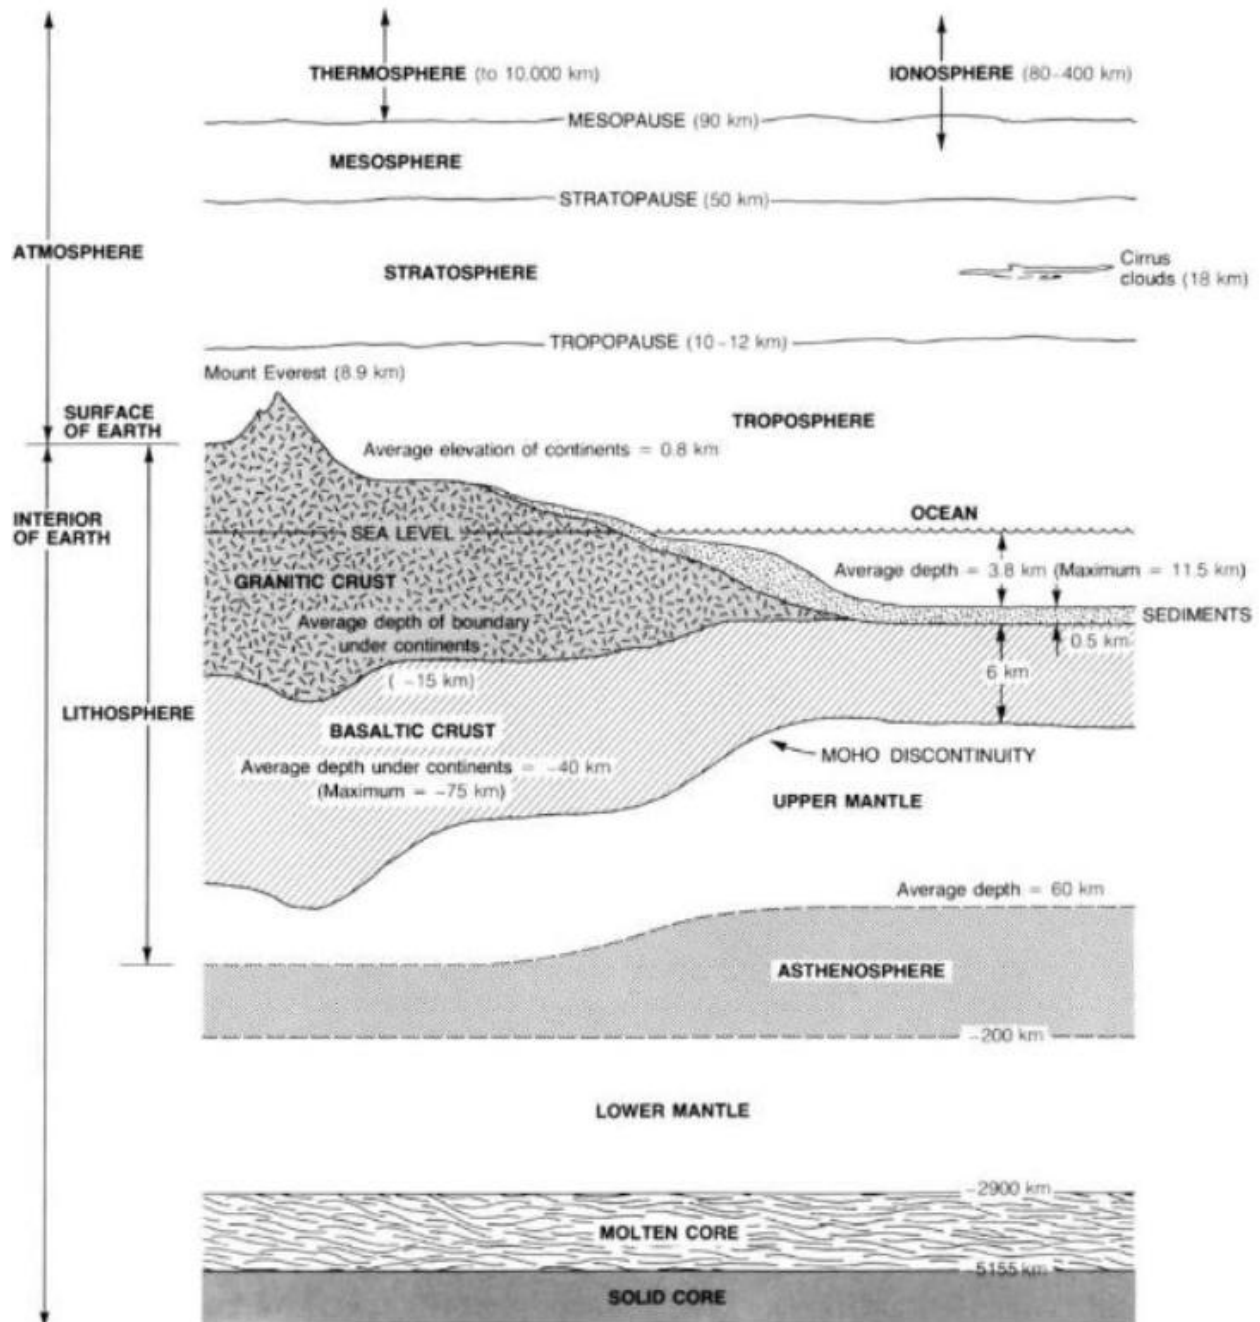 THERMOSPHERE (to 10.000 km)
IONOSPHERE (80-400 km)
MESOPAUSE (90 km)
MESOSPHERE
STRATOPAUSE (50 km)
ATMOSPHERE
STRATOSPHERE
Cirrus
clouds (18 km)
TROPOPAUSE (10-12 km)
Mount Everest (8.9 km)
SURFACE
OF EARTH
TROPOSPHERE
Average elevation of continents = 0.8 km
INTERIOR
OF EARTH
OCEAN
SEA LEVEL
GRANITIC CRUST
Average depth = 3.8 km (Maximum = 11.5 km)
SEDIMENTS
Average depth of boundary
under continents
(-15 km)
0.5 km
6 km
LITHOSPHERE
BASALTIC CRUST
Average depth under continents = -40 km
(Maximum = -75 km)
MOHO DISCONTINUITY
UPPER MANTLE
Average depth = 60 km
ASTHENOSPHERE
-200 km
LOWER MANTLE
-2900 km
MOLTEN CORE
5155 km
SOLID CORE